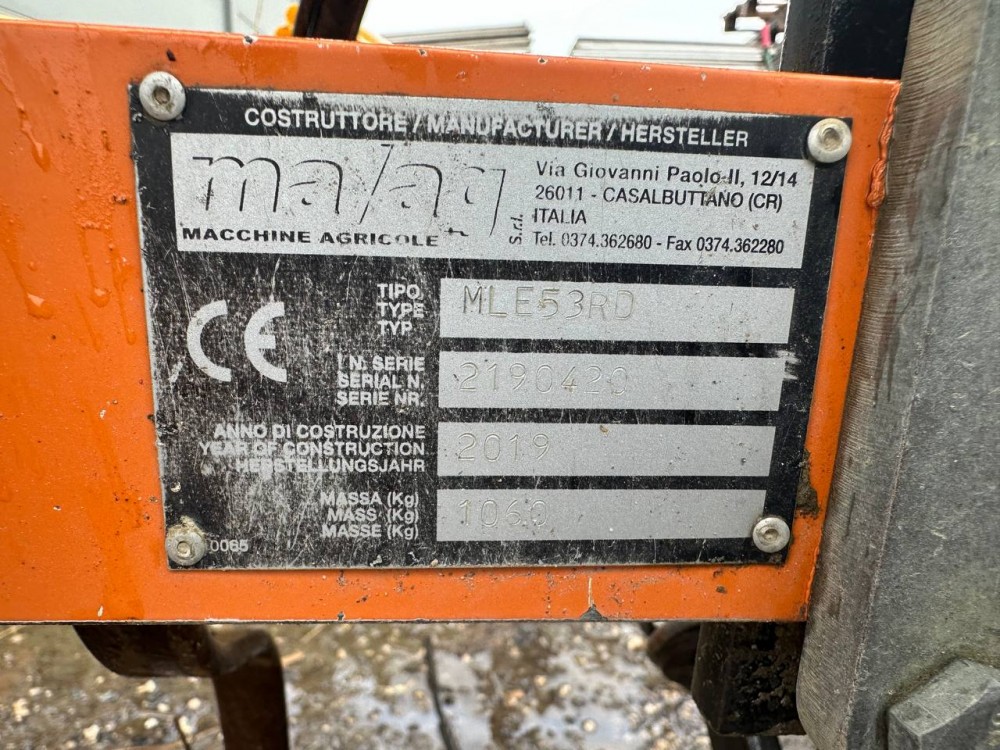 COSTRUTTORE / MANUFACTURER / HERSTELLER
ma/ag S.r.l.
MACCHINE AGRICOLE
Via Giovanni Paolo II, 12/14
26011 - CASALBUTTANO (CR)
ITALIA
Tel. 0374.362680 - Fax 0374.362280
CE
TIPO
TYPE
TYP
MLE53RD
N. SERIE
SERIAL N.
SERIE NR.
2190420
ANNO DI COSTRUZIONE
YEAR OF CONSTRUCTION
HERSTELLUNGSJAHR
2019
MASSA (Kg)
MASS (Kg)
MASSE (Kg)
1060
0065